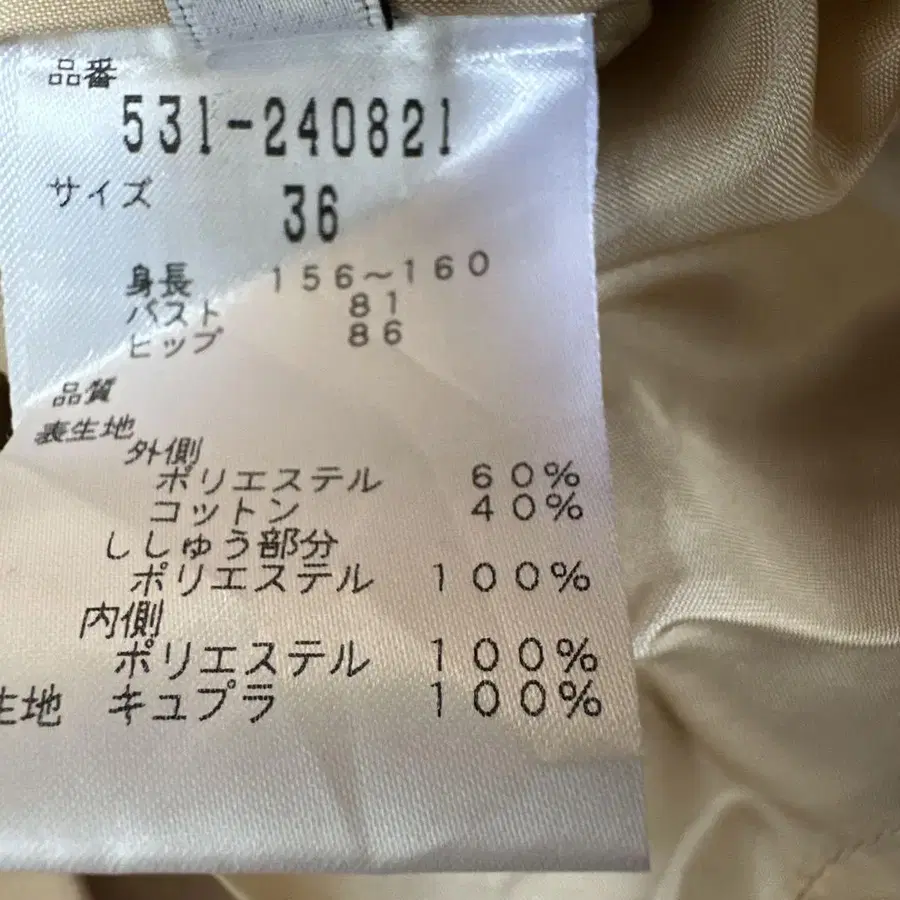 品番
531-240821
サイズ 36
身長 156～160
バスト 81
ヒップ 86
品質
表生地
外側
ポリエステル 60%
コットン 40%
ししゅう部分
ポリエステル 100%
内側
ポリエステル 100%
生地 キュプラ 100%